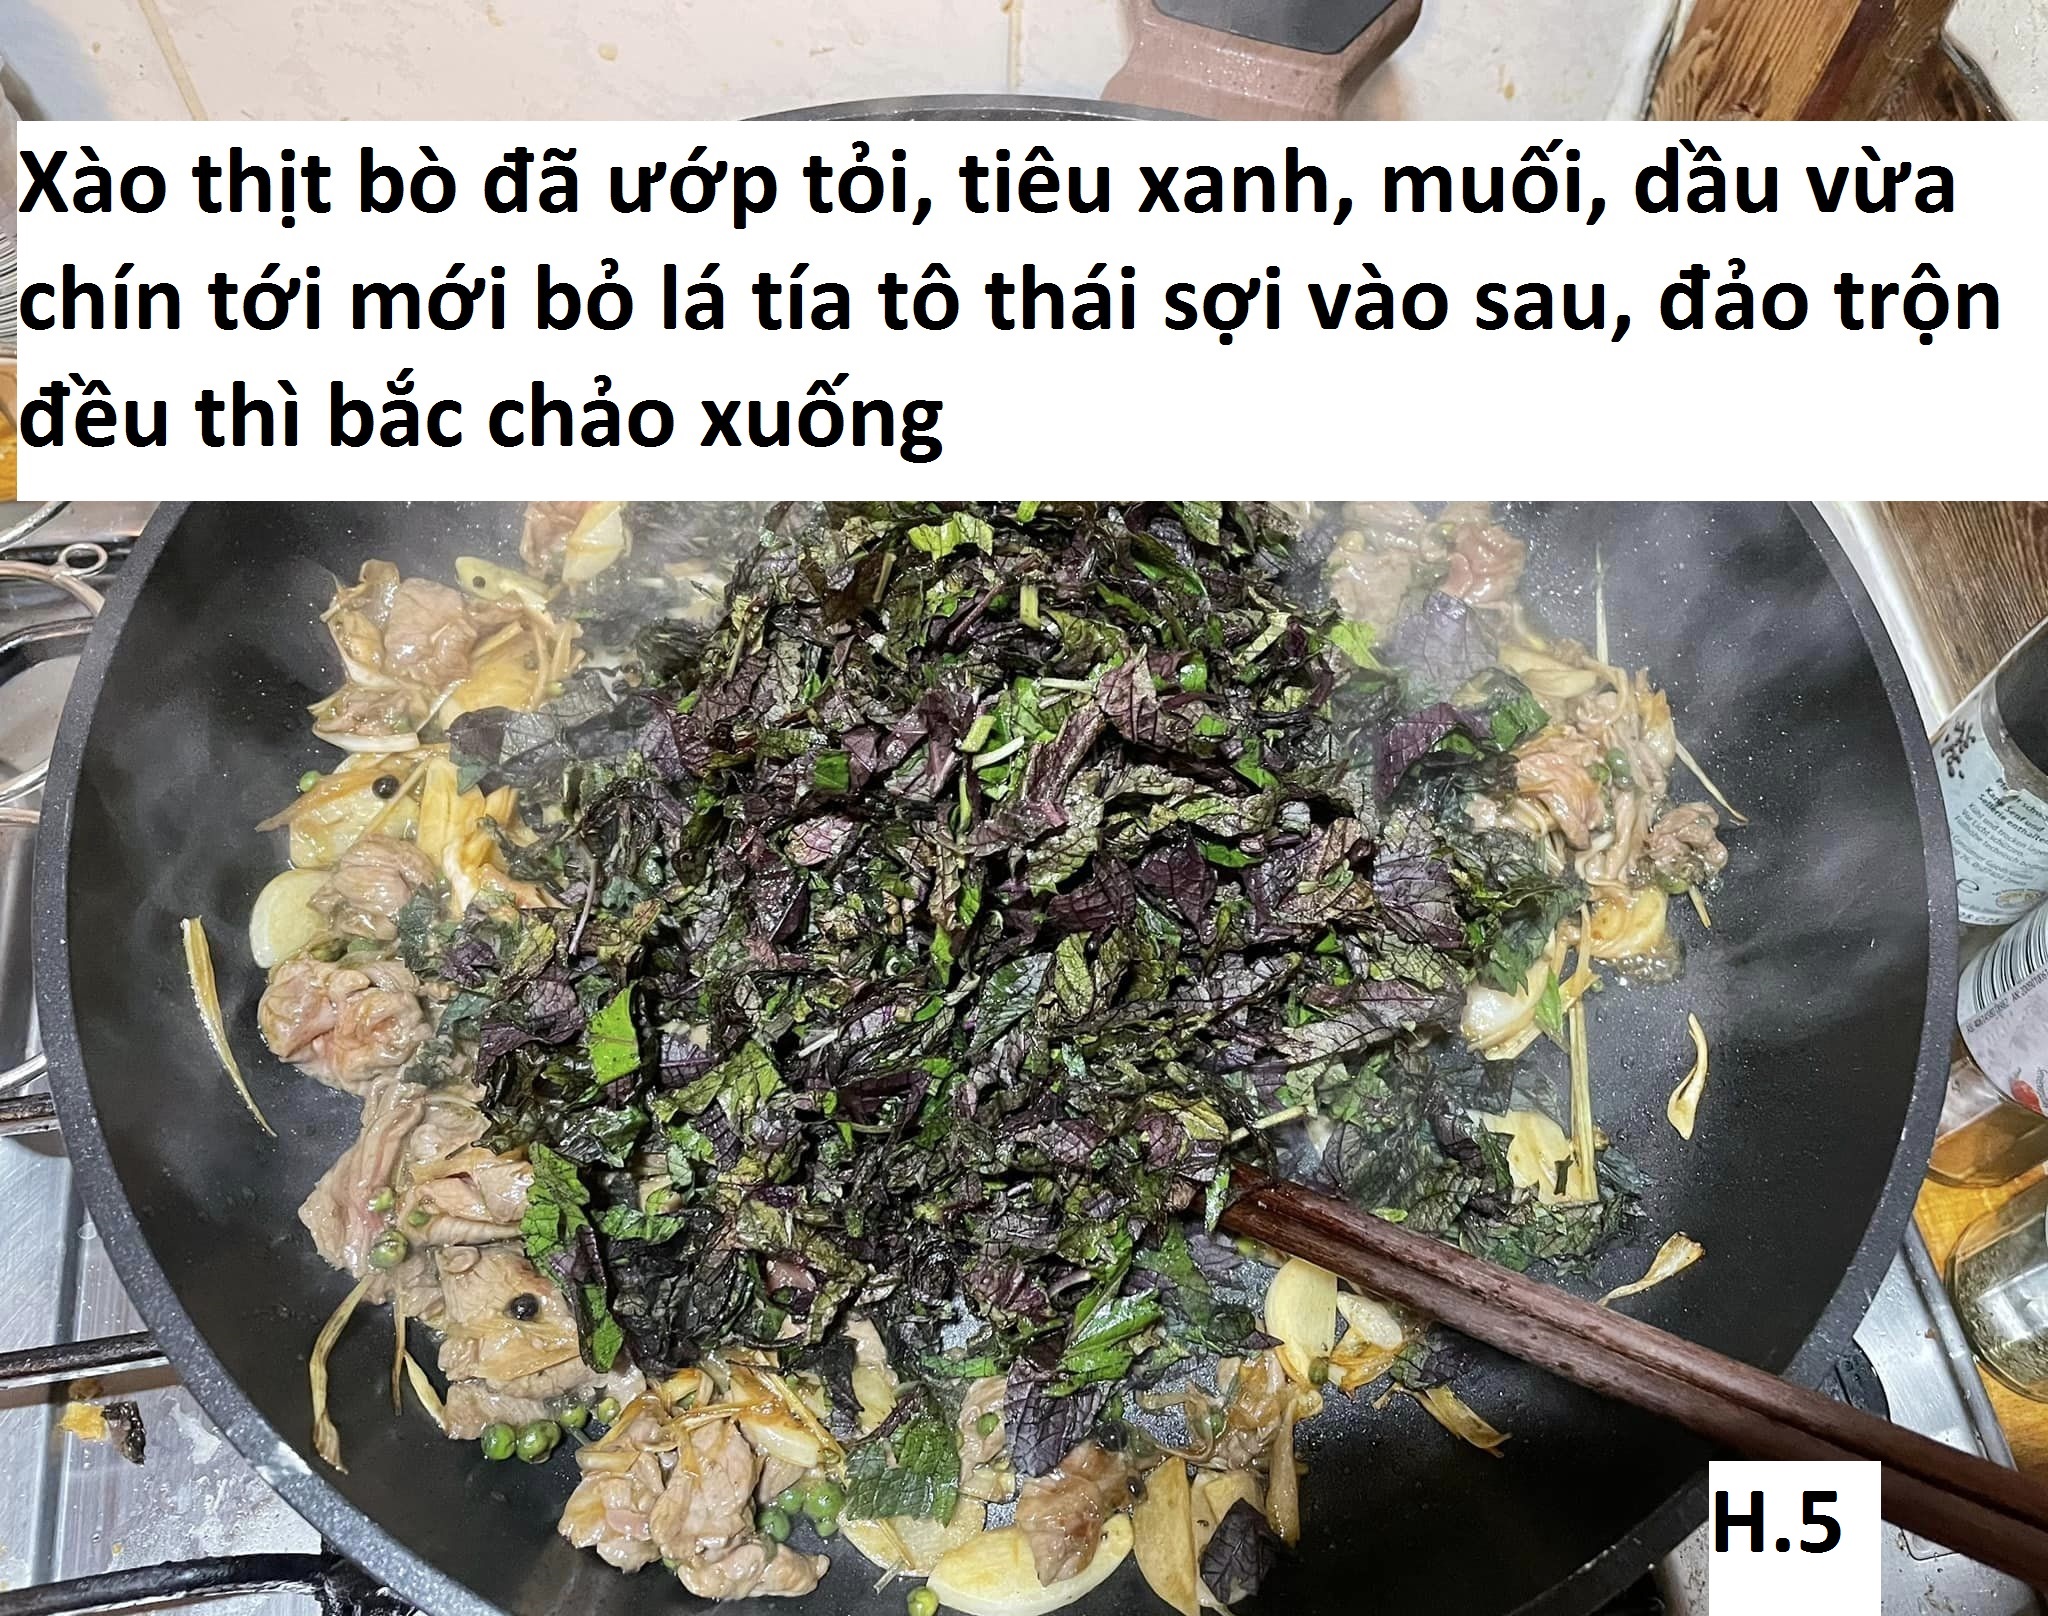 Xào thịt bò đã ướp tỏi, tiêu xanh, muối, dầu vừa
chín tới mới bỏ lá tía tô thái sợi vào sau, đảo trộn
đều thì bắc chảo xuống
H.5